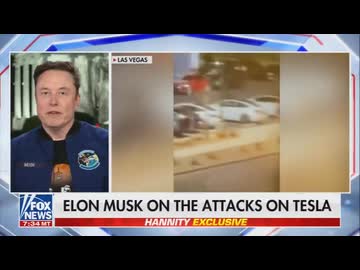 LAS VEGAS
ELON MUSK ON THE ATTACKS ON TESLA
HANNITY EXCLUSIVE
FOX
NEWS
7:34 MT